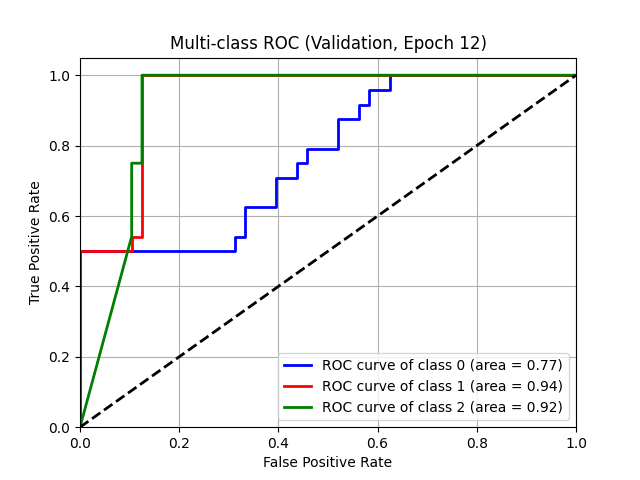 Multi-class ROC (Validation, Epoch 12)
1.0
0.8
0.6
0.4
0.2
0.0
True Positive Rate
ROC curve of class 0 (area = 0.77)
ROC curve of class 1 (area = 0.94)
ROC curve of class 2 (area = 0.92)
0.0 0.2 0.4 0.6 0.8 1.0
False Positive Rate